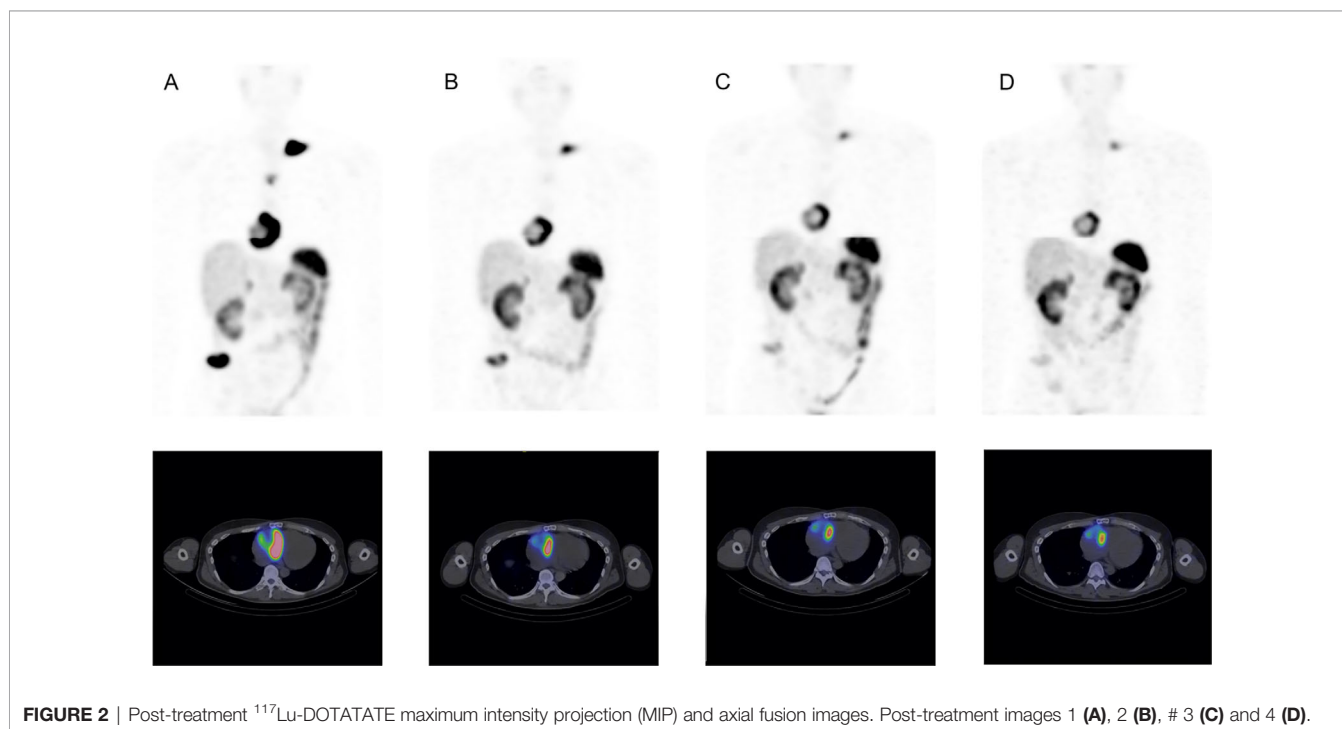 A
B
C
D
FIGURE 2 | Post-treatment ¹¹⁷Lu-DOTATATE maximum intensity projection (MIP) and axial fusion images. Post-treatment images 1 (A), 2 (B), # 3 (C) and 4 (D).